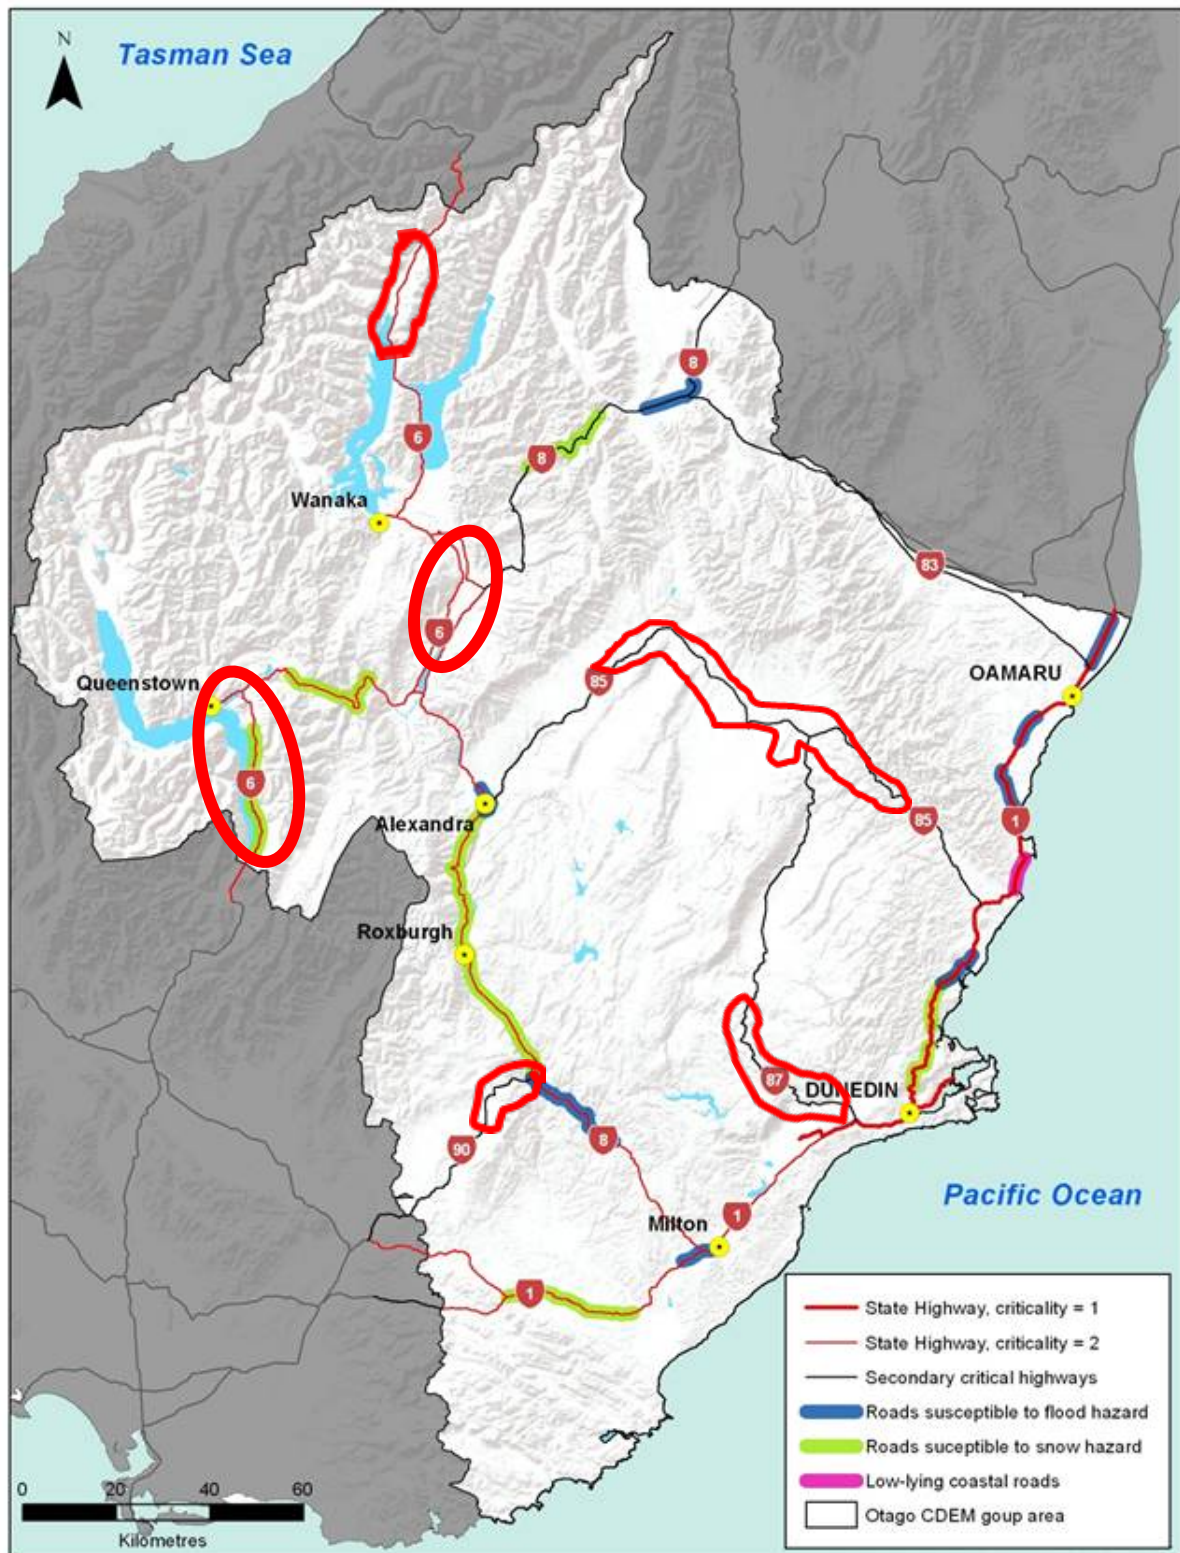 N
Tasman Sea
8
6
8
Wanaka
83
6
85
Queenstown
OAMARU
6
85
1
Alexandra
Roxburgh
87
DUNEDIN
90
8
Pacific Ocean
1
Milton
1
State Highway, criticality = 1
State Highway, criticality = 2
Secondary critical highways
Roads susceptible to flood hazard
Roads suceptible to snow hazard
Low-lying coastal roads
Otago CDEM goup area
0 20 40 60
Kilometres